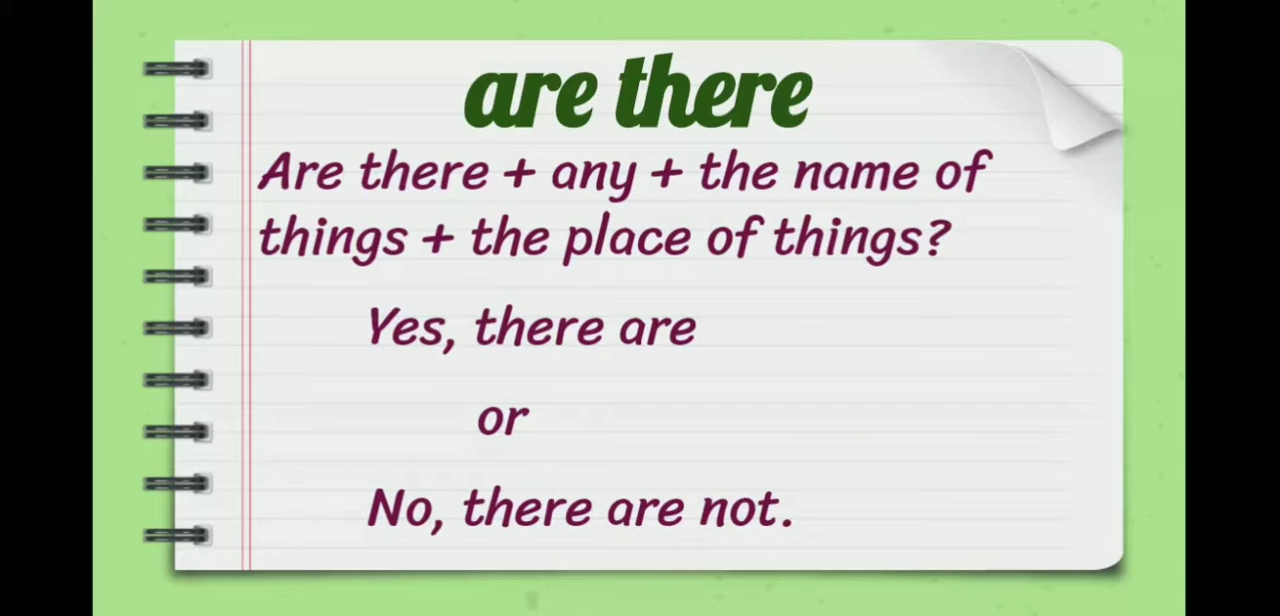 are there
Are there + any + the name of
things + the place of things?
Yes, there are
or
No, there are not.